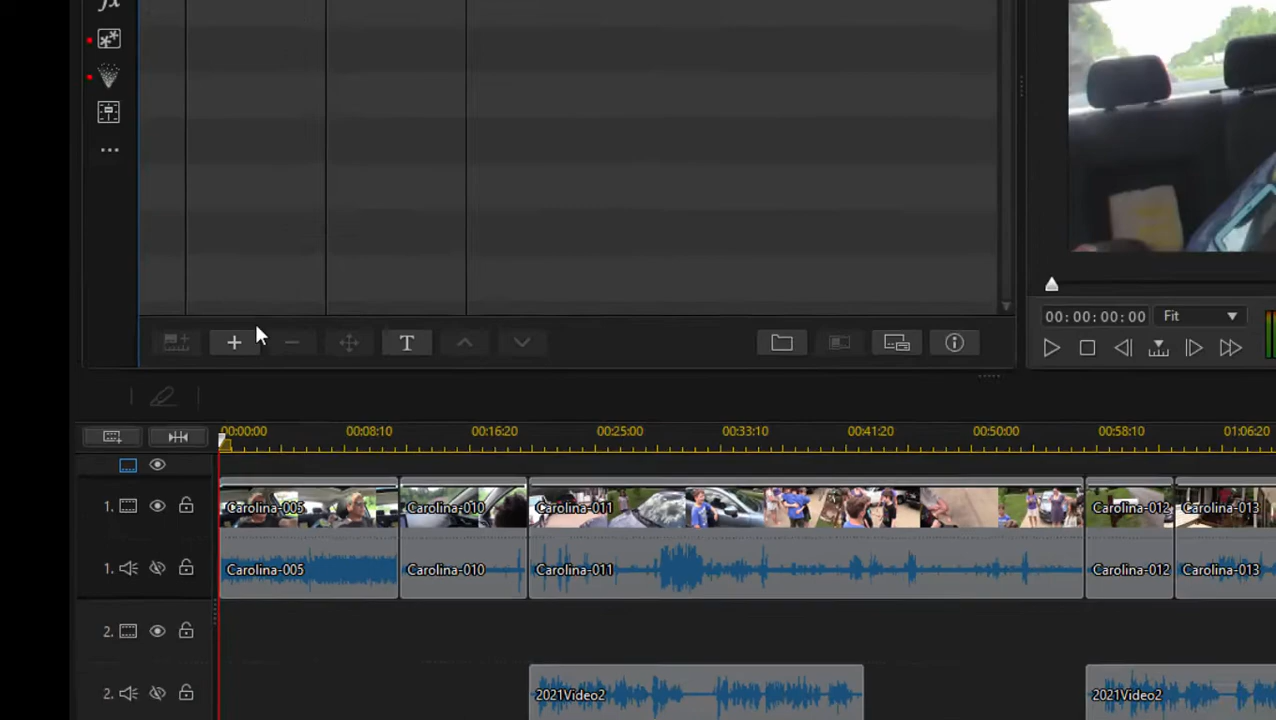 fx
T
00:00:00:00 Fit
00:00:00 00:08:10 00:16:20 00:25:00 00:33:10 00:41:20 00:50:00 00:58:10 01:06:20
1. Carolina-005 Carolina-010 Carolina-011 Carolina-012 Carolina-013
1. Carolina-005 Carolina-010 Carolina-011 Carolina-012 Carolina-013
2.
2. 2021Video2 2021Video2